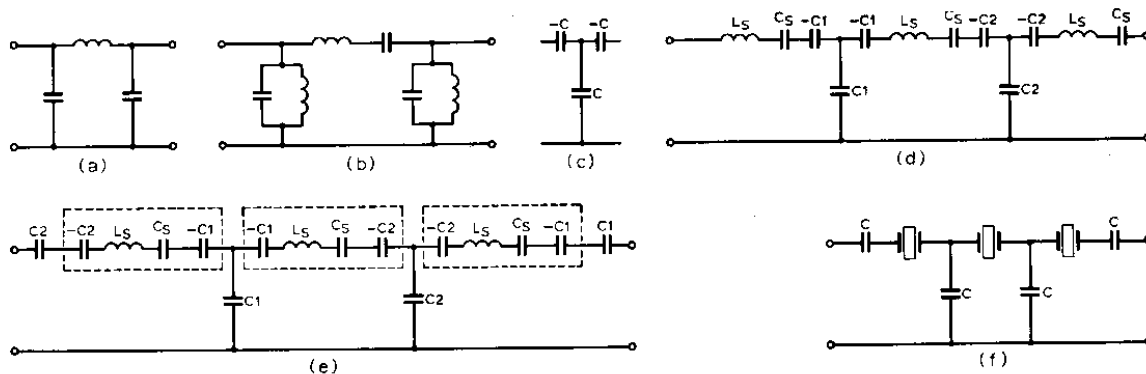 (a)
(b)
-C -C
C
(c)
LS CS -C1 -C1 LS CS -C2 -C2 LS CS
C1 C2
(d)
C2 -C2 LS CS -C1 -C1 LS CS -C2 -C2 LS CS -C1 C1
C1 C2
(e)
C C
C C
(f)